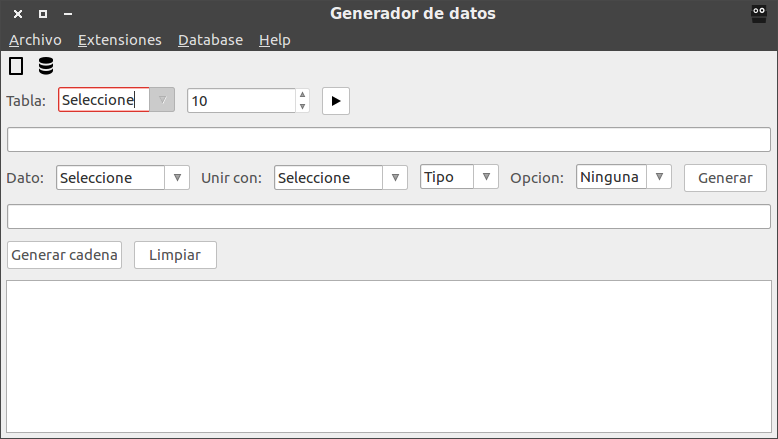 Generador de datos
Archivo Extensiones Database Help
Tabla: Seleccione 10
Dato: Seleccione Unir con: Seleccione Tipo Opcion: Ninguna Generar
Generar cadena Limpiar